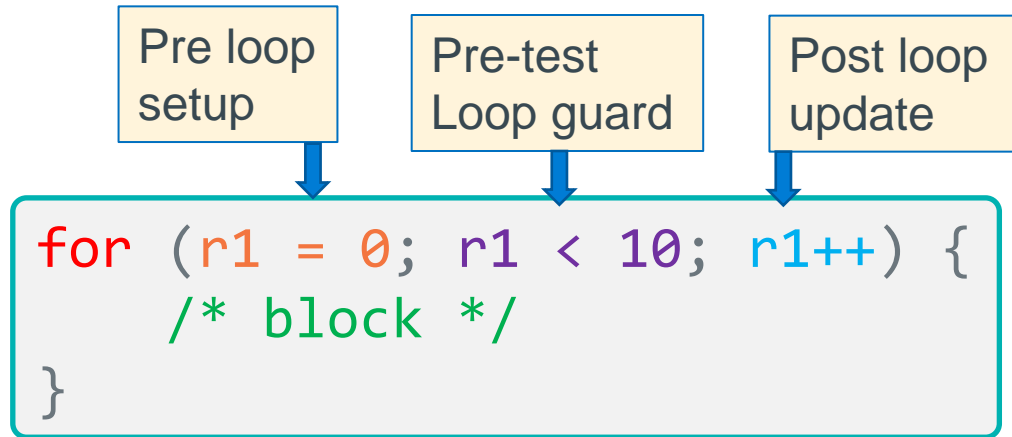 Pre loop
setup
Pre-test
Loop guard
Post loop
update
for (r1 = 0; r1 < 10; r1++) {
/* block */
}